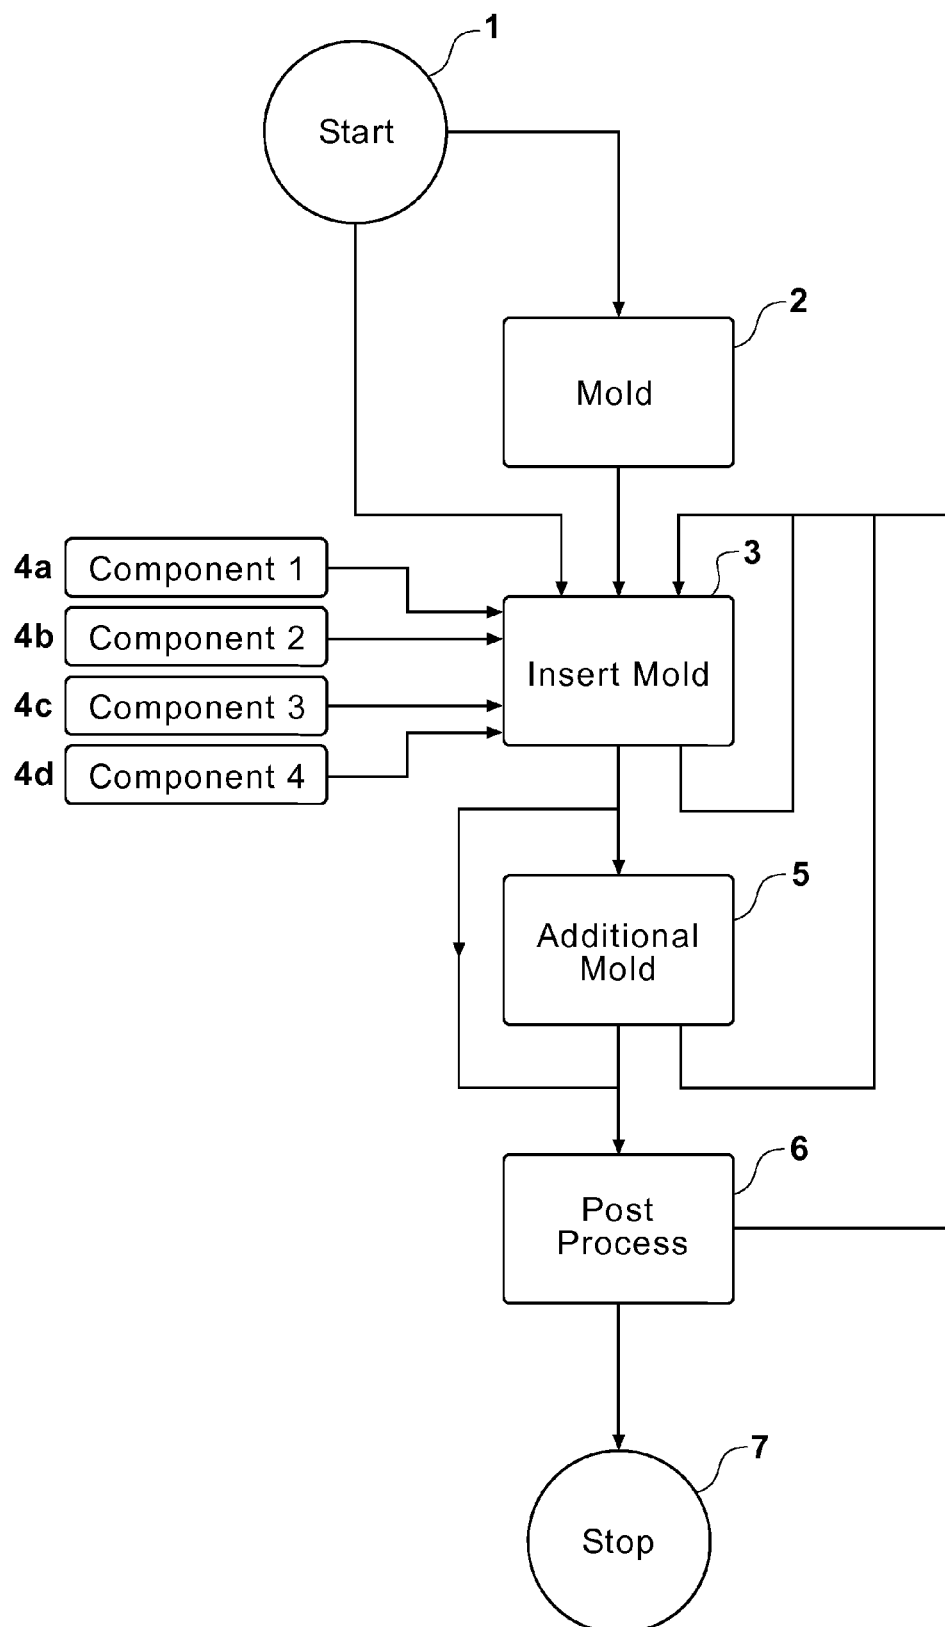 1
Start
2
Mold
3
4a Component 1
4b Component 2
Insert Mold
4c Component 3
4d Component 4
5
Additional
Mold
6
Post
Process
7
Stop